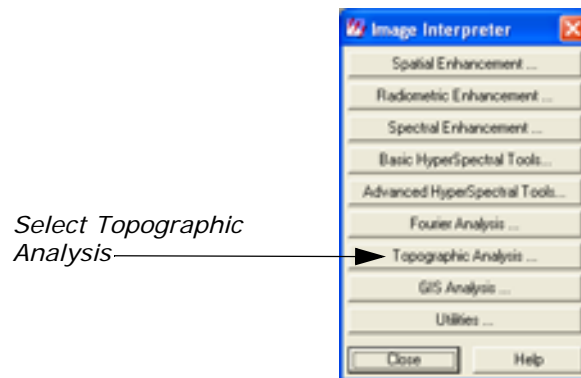 Image Interpreter
Spatial Enhancement ...
Radiometric Enhancement ...
Spectral Enhancement ...
Basic HyperSpectral Tools...
Advanced HyperSpectral Tools...
Fourier Analysis ...
Select Topographic
Analysis
Topographic Analysis ...
GIS Analysis ...
Utilities ...
Close Help